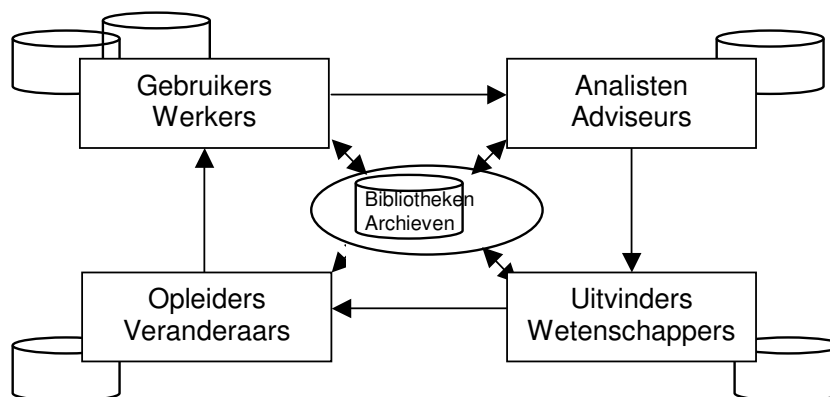 Gebruikers
Werkers
Analisten
Adviseurs
Bibliotheken
Archieven
Opleiders
Veranderaars
Uitvinders
Wetenschappers